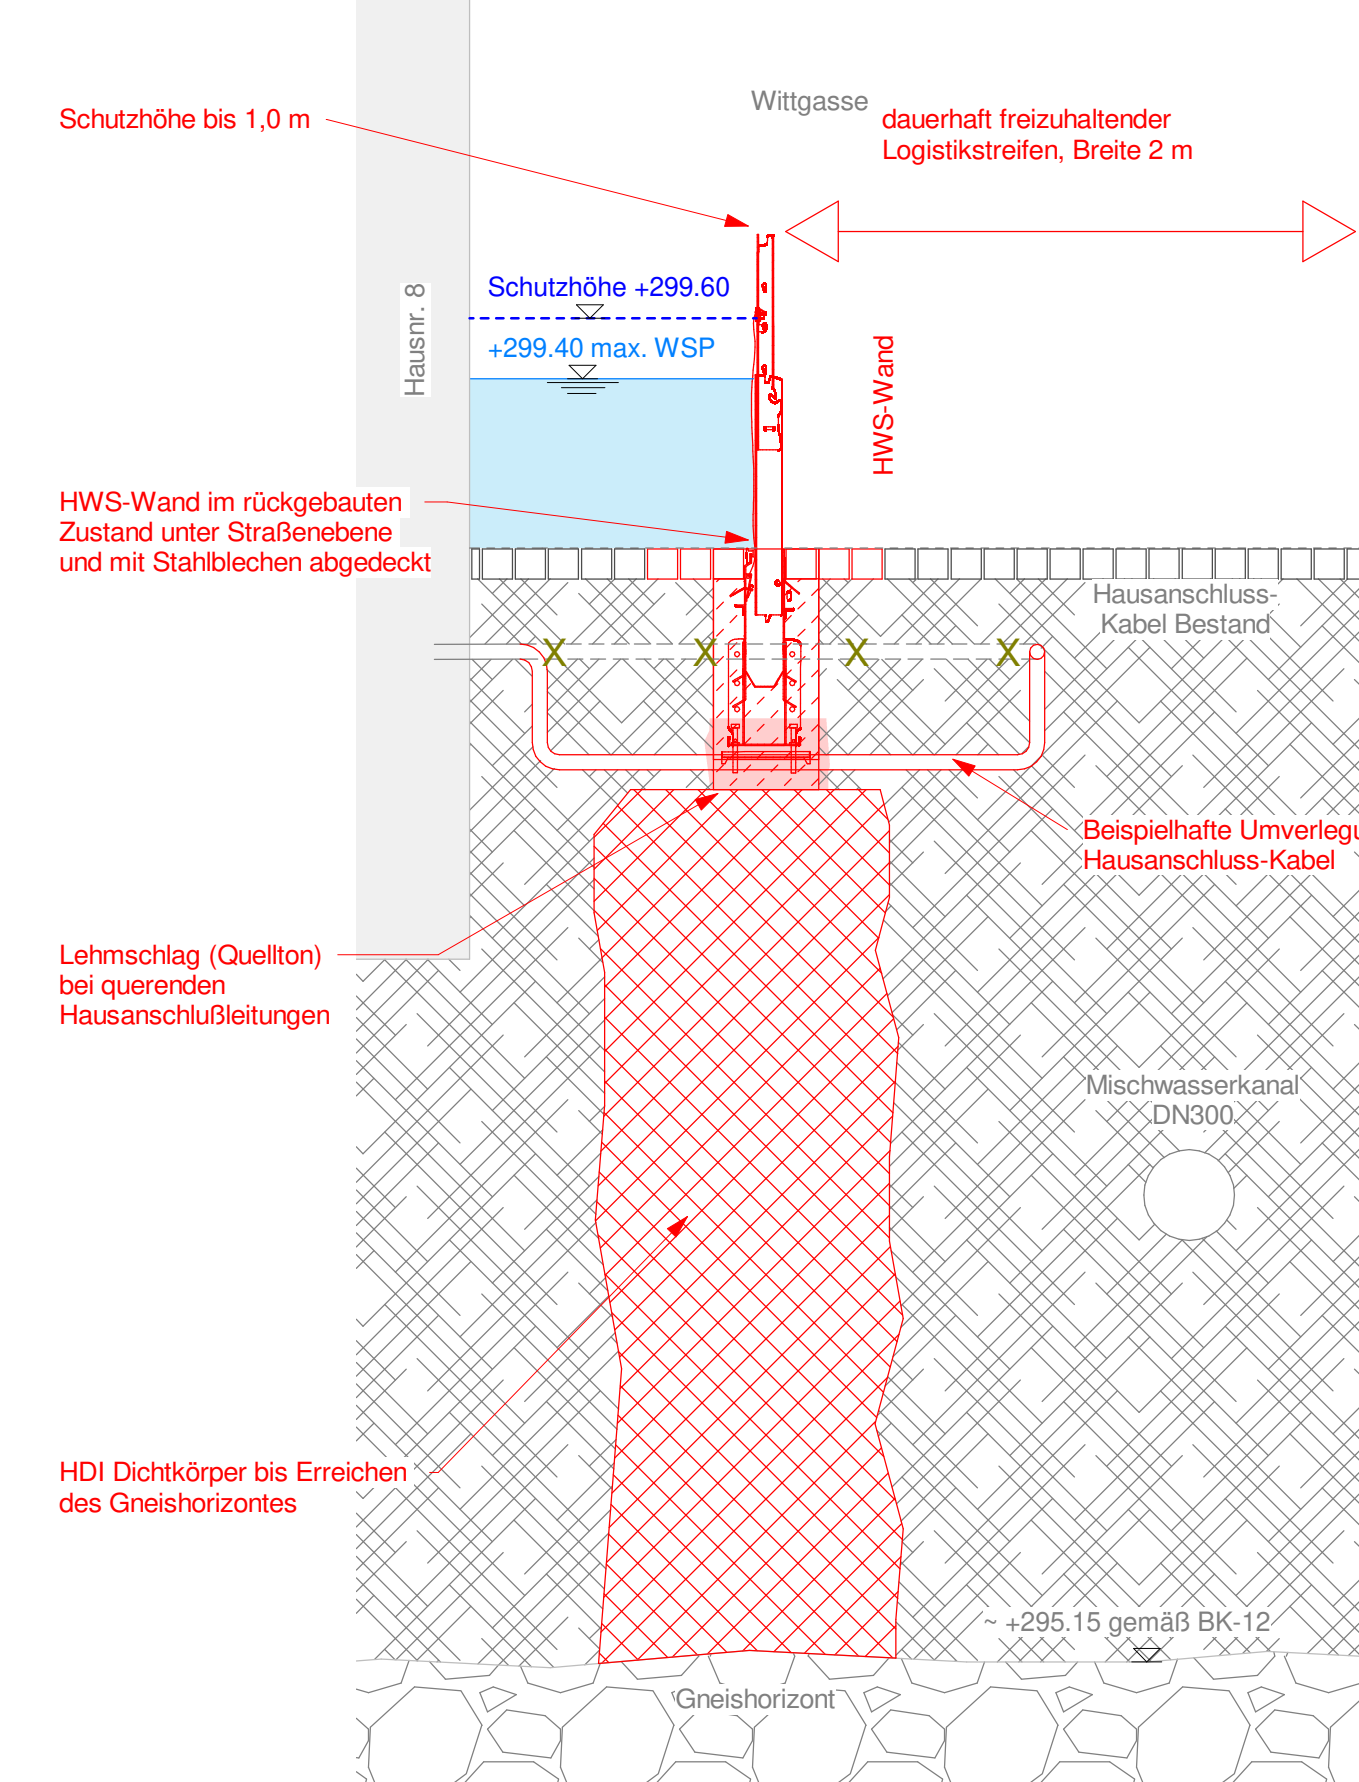 Wittgasse
Schutzhöhe bis 1,0 m
dauerhaft freizuhaltender
Logistikstreifen, Breite 2 m
Schutzhöhe +299.60
Hausnr. 8
+299.40 max. WSP
HWS-Wand
HWS-Wand im rückgebauten
Zustand unter Straßenebene
und mit Stahlblechen abgedeckt
Hausanschluss-
Kabel Bestand
X X X X
Beispielhafte Umverlegu
Hausanschluss-Kabel
Lehmschlag (Quellton)
bei querenden
Hausanschlußleitungen
Mischwasserkanal
DN300
HDI Dichtkörper bis Erreichen
des Gneishorizontes
~ +295.15 gemäß BK-12
Gneishorizont